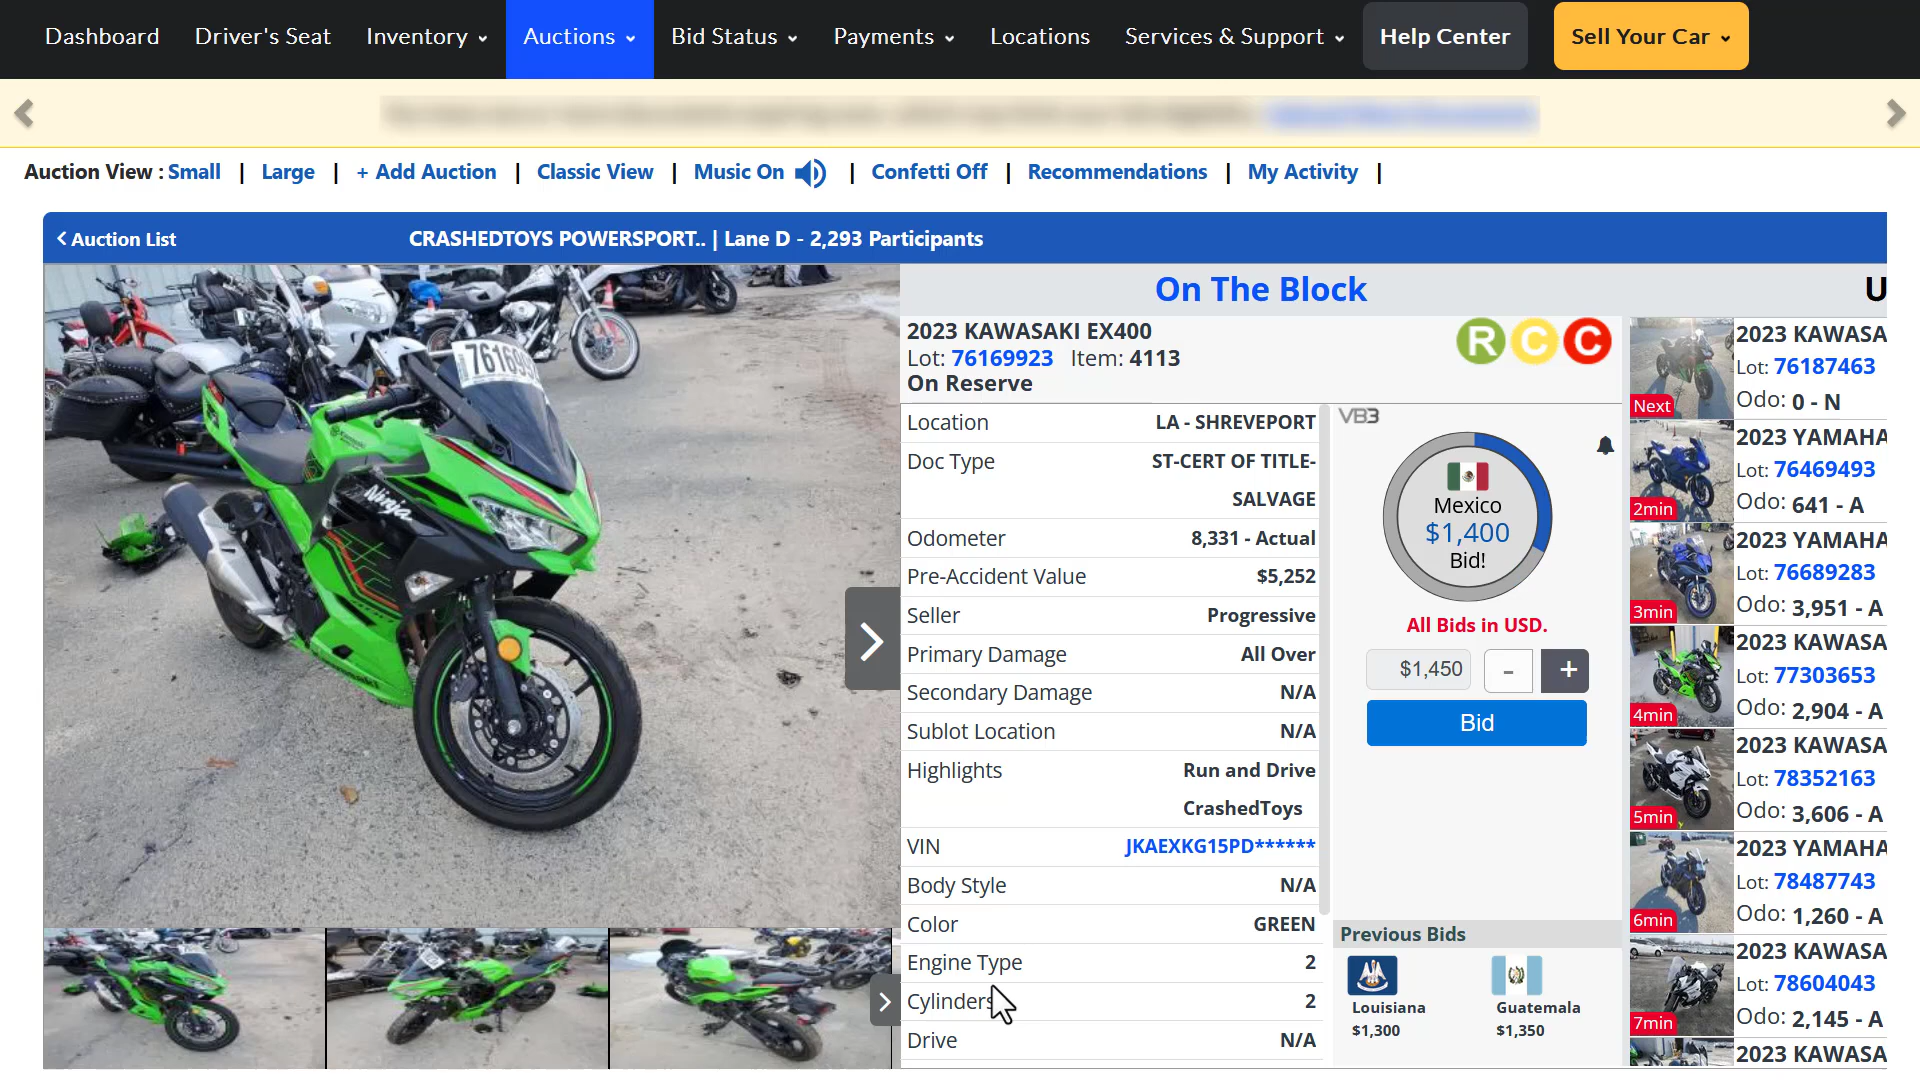 Dashboard Driver's Seat Inventory Auctions Bid Status Payments Locations Services & Support Help Center Sell Your Car
Auction View : Small | Large | + Add Auction | Classic View | Music On | Confetti Off | Recommendations | My Activity |
Auction List CRASHEDTOYS POWERSPORT.. | Lane D - 2,293 Participants
On The Block
U
2023 KAWASAKI EX400
Lot: 76169923 Item: 4113
On Reserve
R C C
Location LA - SHREVEPORT
Doc Type ST-CERT OF TITLE-
SALVAGE
Odometer 8,331 - Actual
Pre-Accident Value $5,252
Seller Progressive
Primary Damage All Over
Secondary Damage N/A
Sublot Location N/A
Highlights Run and Drive
CrashedToys
VIN JKAEXKG15PD******
Body Style N/A
Color GREEN
Engine Type 2
Cylinders 2
Drive N/A
VB3
Mexico
$1,400
Bid!
All Bids in USD.
$1,450 - +
Bid
Previous Bids
Louisiana
$1,300
Guatemala
$1,350
2023 KAWASA
Lot: 76187463
Odo: 0 - N
Next
2023 YAMAHA
Lot: 76469493
Odo: 641 - A
2min
2023 YAMAHA
Lot: 76689283
Odo: 3,951 - A
3min
2023 KAWASA
Lot: 77303653
Odo: 2,904 - A
4min
2023 KAWASA
Lot: 78352163
Odo: 3,606 - A
5min
2023 YAMAHA
Lot: 78487743
Odo: 1,260 - A
6min
2023 KAWASA
Lot: 78604043
Odo: 2,145 - A
7min
2023 KAWASA
Ninja